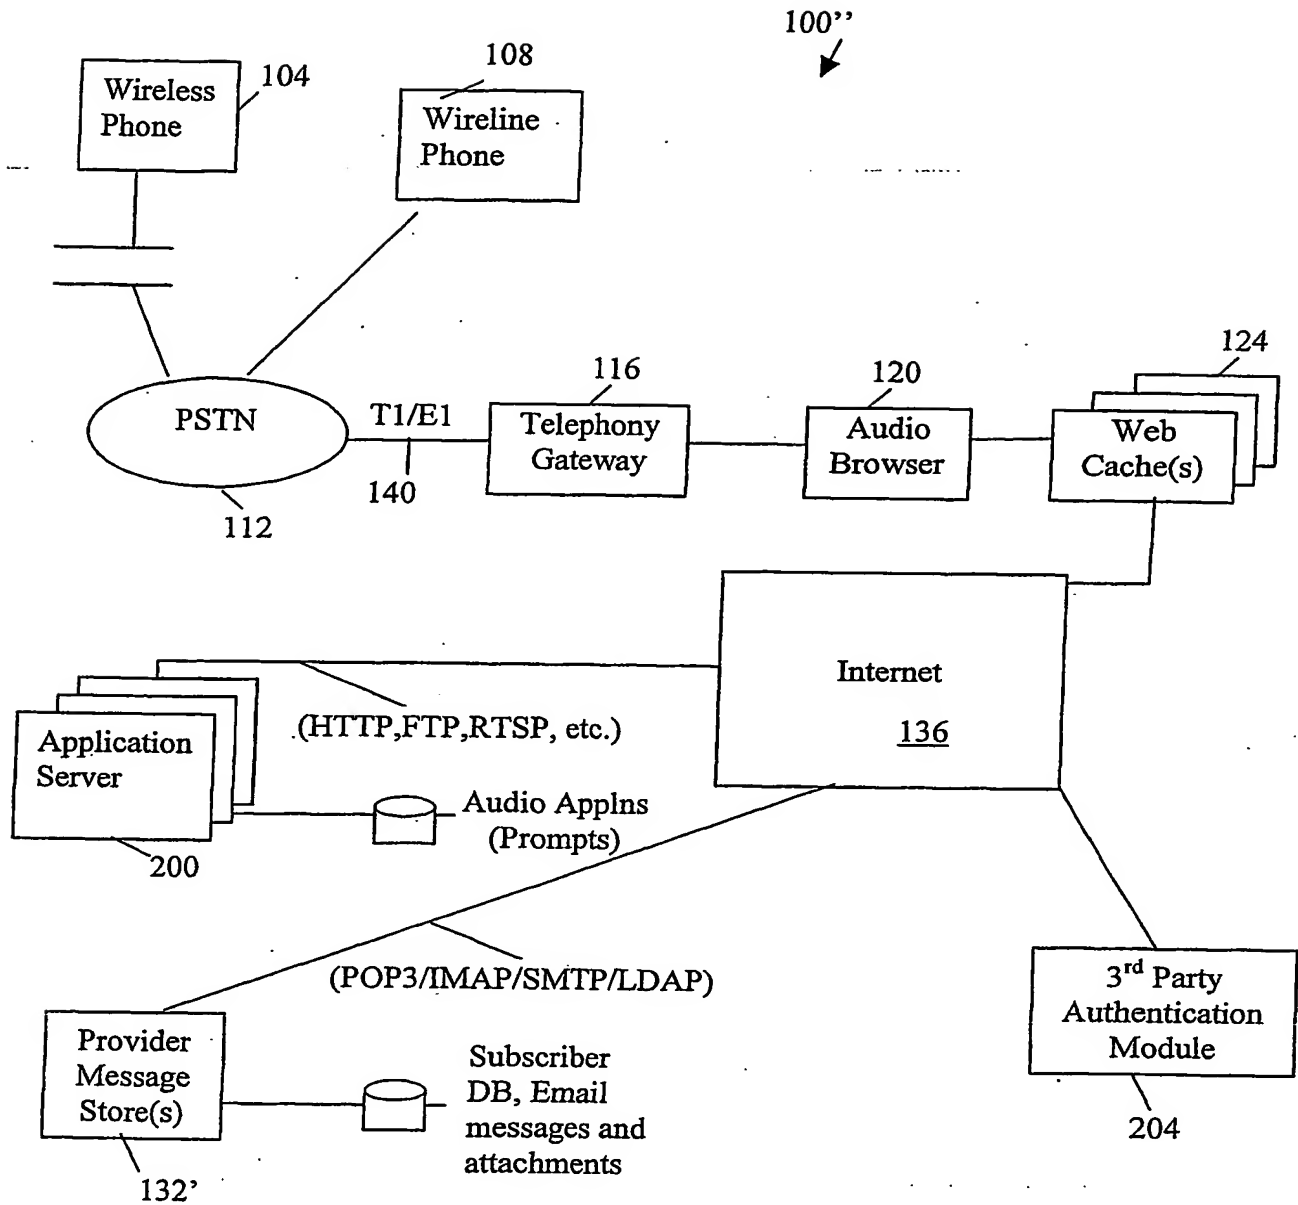 100’’
Wireless
Phone
104
108
Wireline
Phone
PSTN
112
T1/E1
140
116
Telephony
Gateway
120
Audio
Browser
124
Web
Cache(s)
Internet
136
(HTTP,FTP,RTSP, etc.)
Application
Server
200
Audio Applns
(Prompts)
(POP3/IMAP/SMTP/LDAP)
Provider
Message
Store(s)
132’
Subscriber
DB, Email
messages and
attachments
3rd Party
Authentication
Module
204